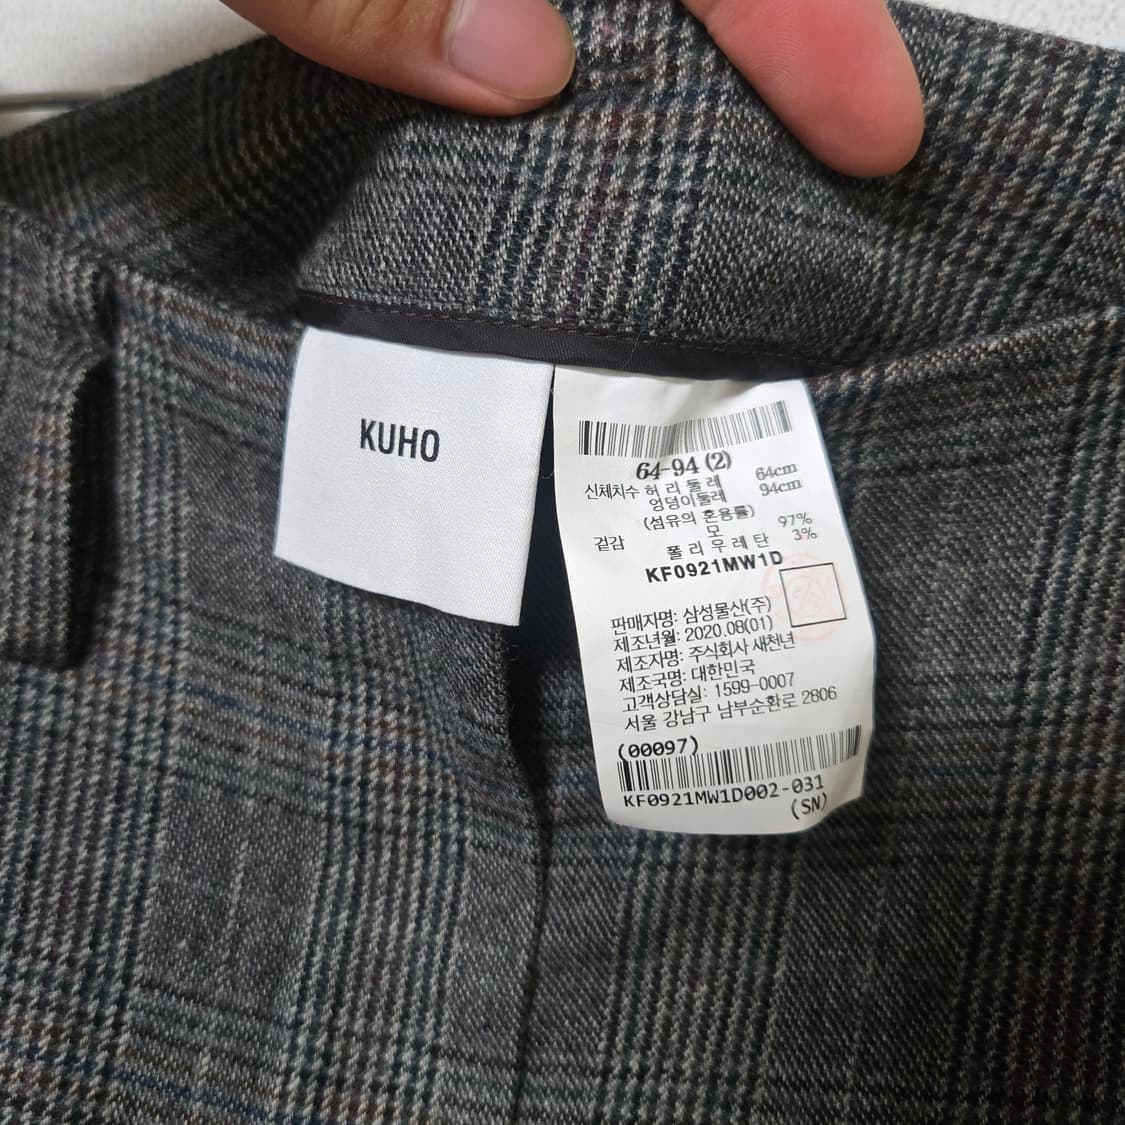 KUHO
64-94 (2)
신체치수 허 리 둘 레 64cm
엉덩이둘레 94cm
(섬유의 혼용률)
겉감 모 97%
폴 리 우 레 탄 3%
KF0921MW1D
판매자명: 삼성물산(주)
제조년월: 2020.08(01)
제조자명: 주식회사 새천년
제조국명: 대한민국
고객상담실: 1599-0007
서울 강남구 남부순환로 2806
(00097)
KF0921MW1D002-031
(SN)